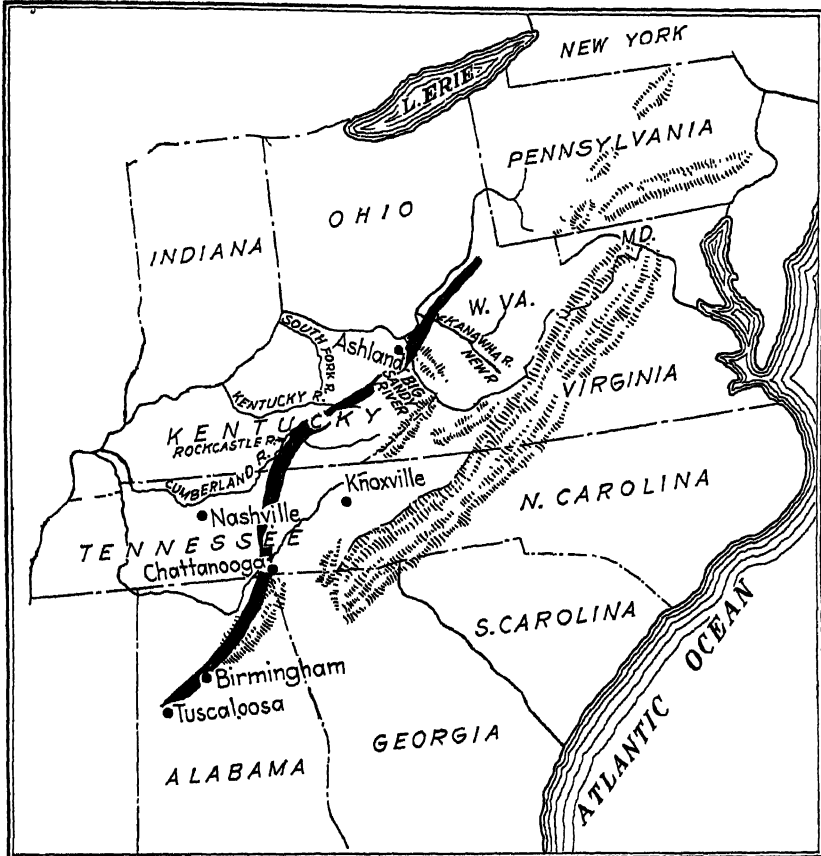 NEW YORK
L. ERIE
PENNSYLVANIA
OHIO
INDIANA
M.D.
W. VA.
KANAWHA R.
NEW R.
SOUTH FORK R.
Ashland
BIG SANDY RIVER
VIRGINIA
KENTUCKY R.
KENTUCKY
ROCKCASTLE R.
CUMBERLAND R.
Knoxville
N. CAROLINA
Nashville
TENNESSEE
Chattanooga
S. CAROLINA
Birmingham
Tuscaloosa
GEORGIA
ALABAMA
ATLANTIC OCEAN